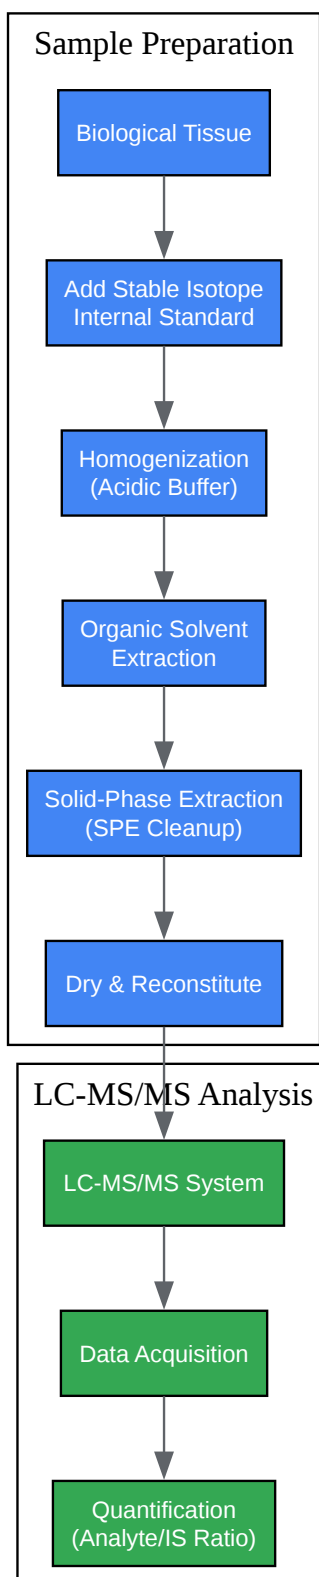 Sample Preparation
Biological Tissue
Add Stable Isotope
Internal Standard
Homogenization
(Acidic Buffer)
Organic Solvent
Extraction
Solid-Phase Extraction
(SPE Cleanup)
Dry & Reconstitute
LC-MS/MS Analysis
LC-MS/MS System
Data Acquisition
Quantification
(Analyte/IS Ratio)